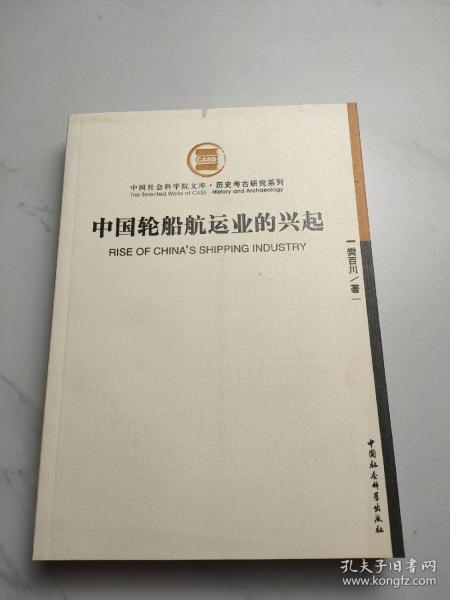 CASS
中国社会科学院文库·历史考古研究系列
The Selected Works of CASS · History and Archaeology
中国轮船航运业的兴起
RISE OF CHINA'S SHIPPING INDUSTRY
樊百川／著
中国社会科学出版社
孔夫子旧书网
www.kongfz.com